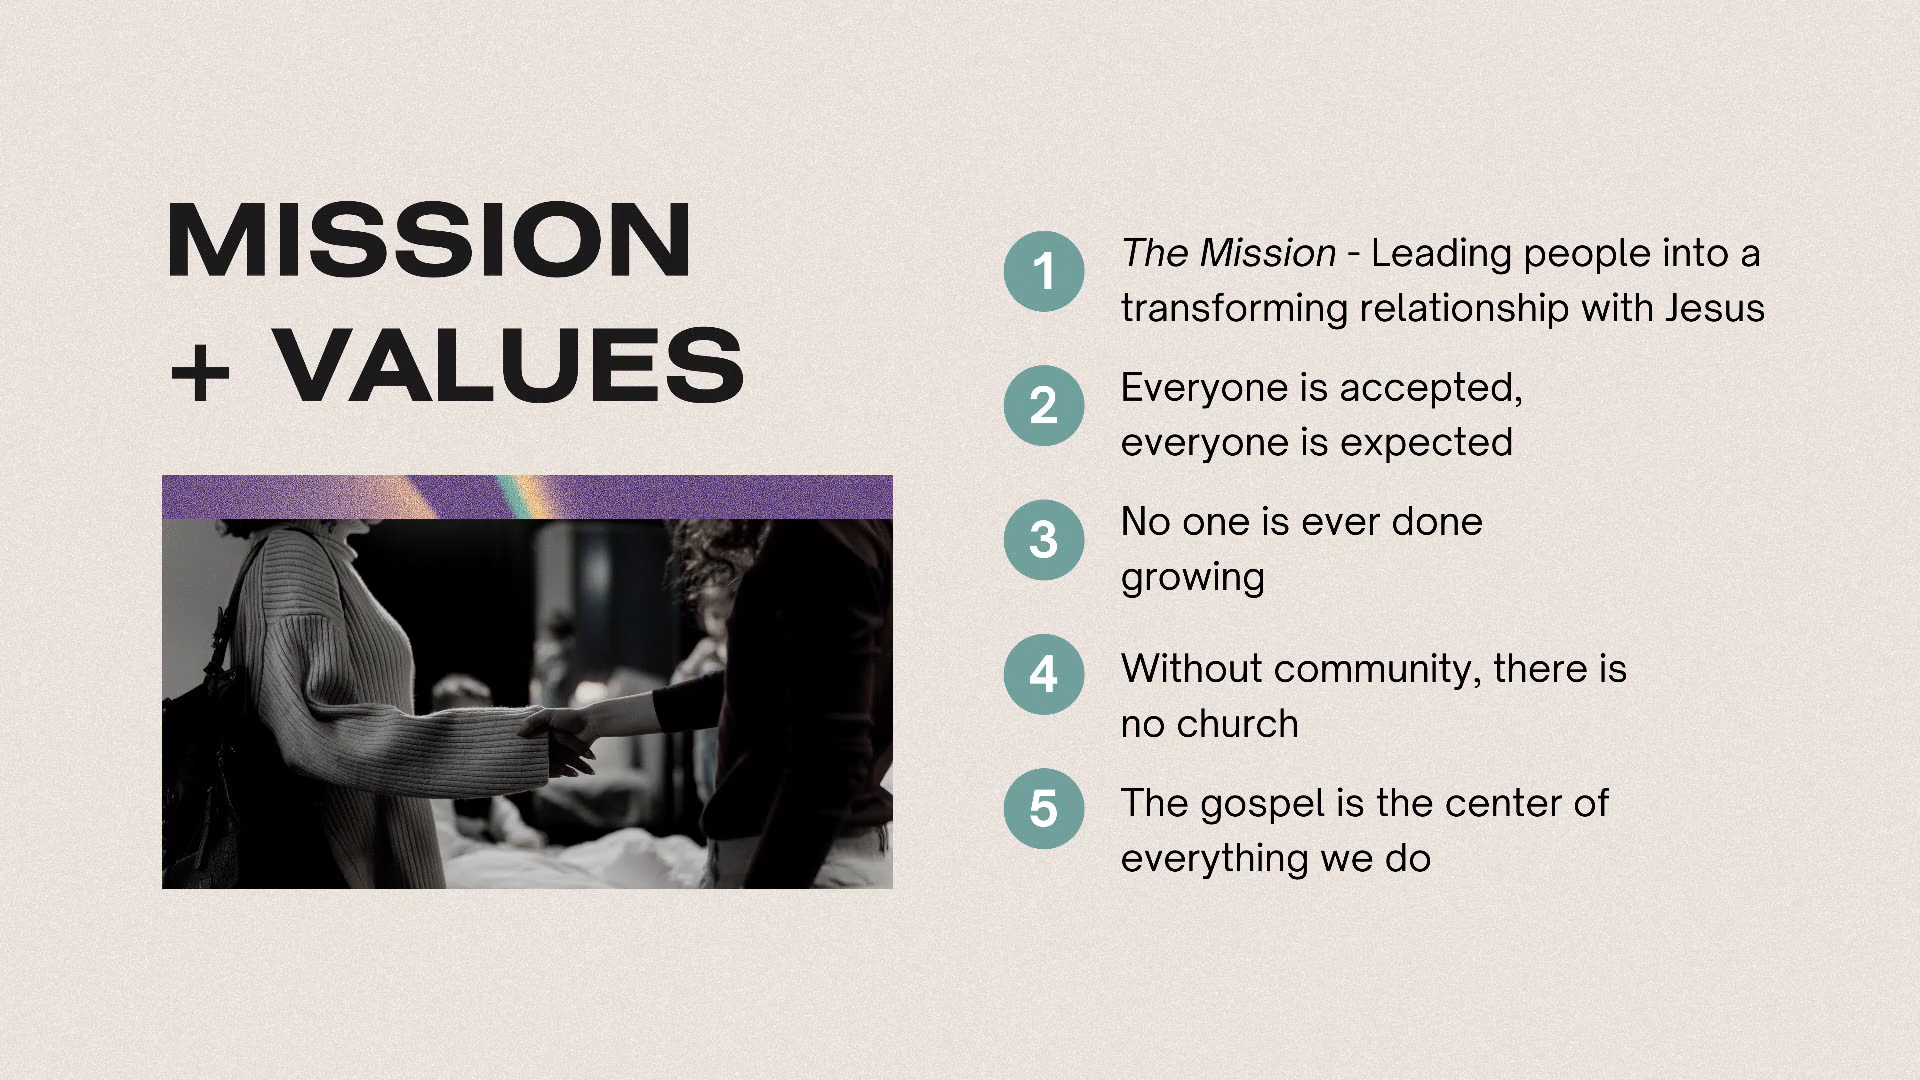 MISSION
+ VALUES
1 The Mission - Leading people into a
transforming relationship with Jesus
2 Everyone is accepted,
everyone is expected
3 No one is ever done
growing
4 Without community, there is
no church
5 The gospel is the center of
everything we do